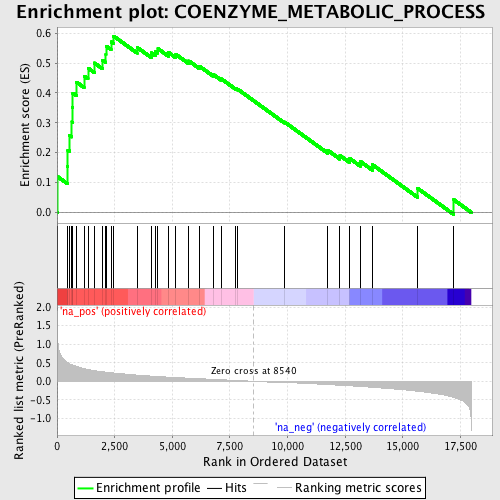 Enrichment plot: COENZYME_METABOLIC_PROCESS
Enrichment score (ES)
0.6
0.5
0.4
0.3
0.2
0.1
0.0
Ranked list metric (PreRanked)
'na_pos' (positively correlated)
2.0
1.5
1.0
0.5
0.0
-0.5
-1.0
Zero cross at 8540
'na_neg' (negatively correlated)
0 2,500 5,000 7,500 10,000 12,500 15,000 17,500
Rank in Ordered Dataset
Enrichment profile Hits Ranking metric scores